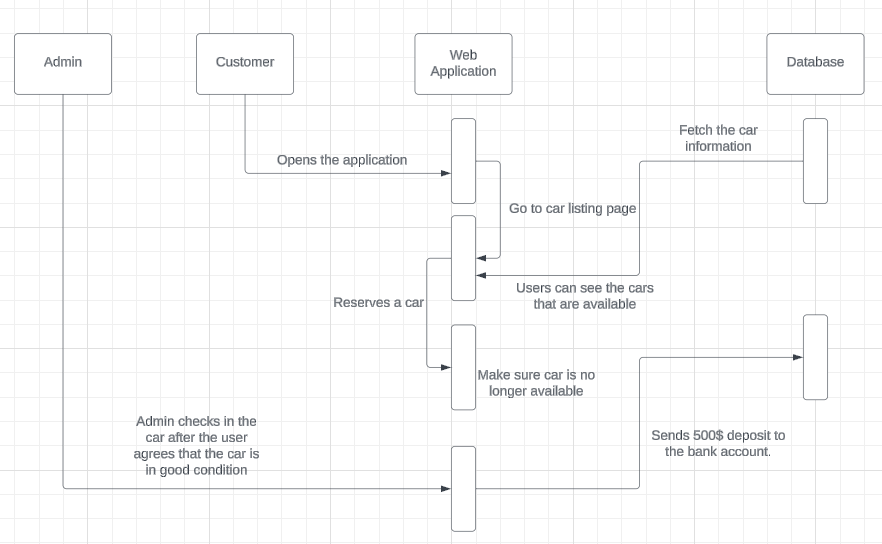 Admin
Customer
Web
Application
Database
Fetch the car
information
Opens the application
Go to car listing page
Users can see the cars
that are available
Reserves a car
Make sure car is no
longer available
Admin checks in the
car after the user
agrees that the car is
in good condition
Sends 500$ deposit to
the bank account.